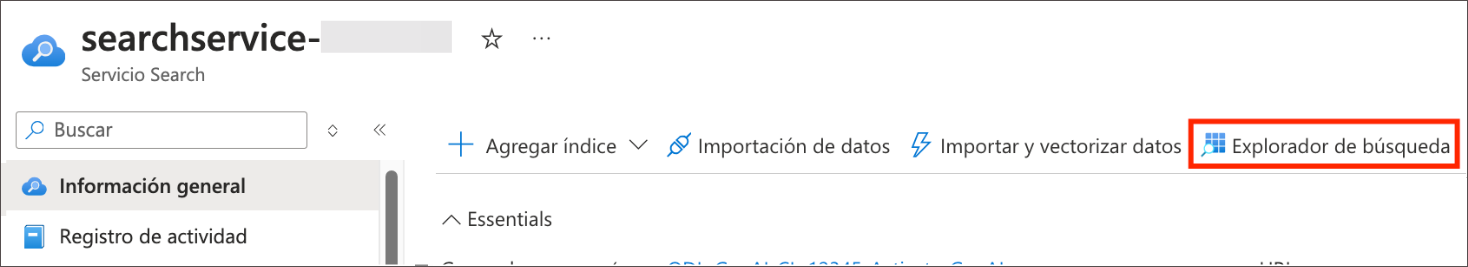 searchservice-
Servicio Search
Buscar
Agregar índice Importación de datos Importar y vectorizar datos Explorador de búsqueda
Información general
Essentials
Registro de actividad